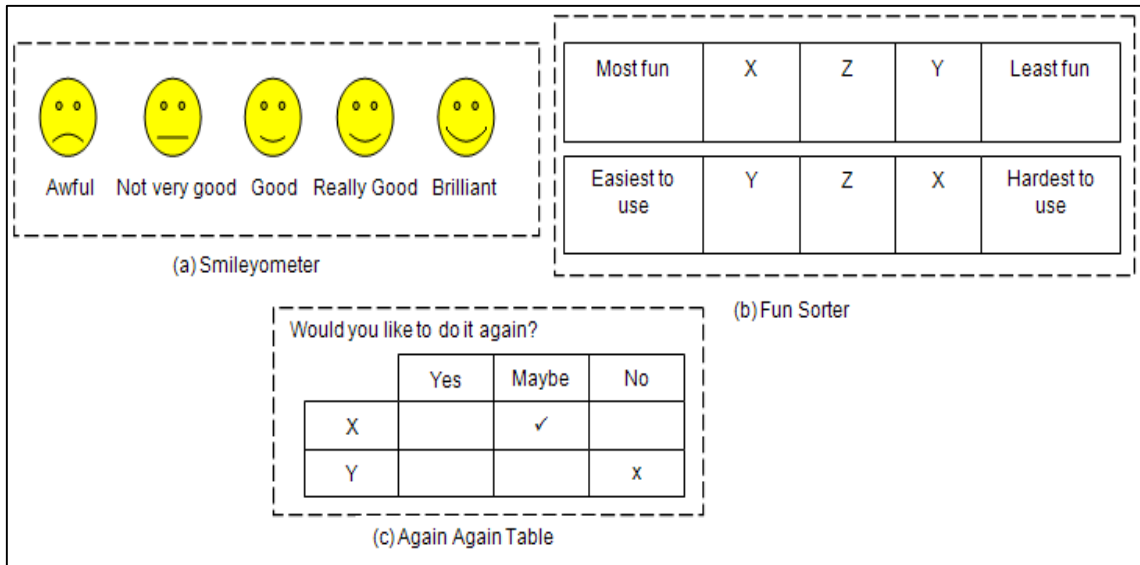 Awful Not very good Good Really Good Brilliant
(a) Smileyometer
Most fun X Z Y Least fun
Easiest to use Y Z X Hardest to use
(b) Fun Sorter
Would you like to do it again?
Yes Maybe No
X ✓
Y x
(c) Again Again Table